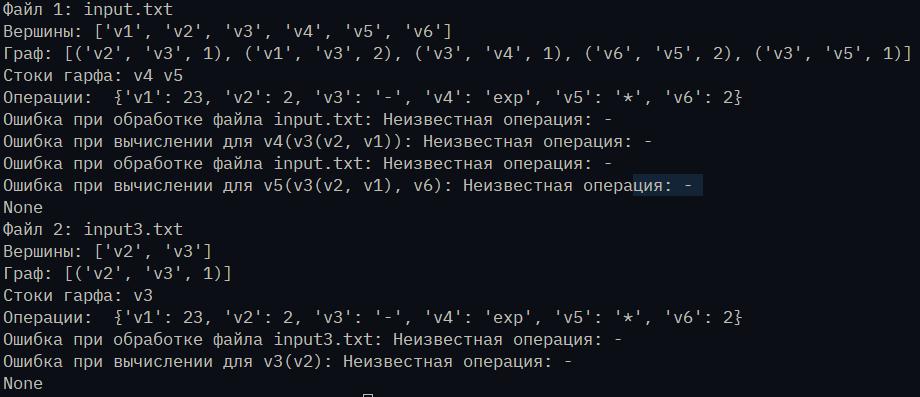 Файл 1: input.txt
Вершины: ['v1', 'v2', 'v3', 'v4', 'v5', 'v6']
Граф: [('v2', 'v3', 1), ('v1', 'v3', 2), ('v3', 'v4', 1), ('v6', 'v5', 2), ('v3', 'v5', 1)]
Стоки гарфа: v4 v5
Операции:  {'v1': 23, 'v2': 2, 'v3': '-', 'v4': 'exp', 'v5': '*', 'v6': 2}
Ошибка при обработке файла input.txt: Неизвестная операция: -
Ошибка при вычислении для v4(v3(v2, v1)): Неизвестная операция: -
Ошибка при обработке файла input.txt: Неизвестная операция: -
Ошибка при вычислении для v5(v3(v2, v1), v6): Неизвестная операция: -
None
Файл 2: input3.txt
Вершины: ['v2', 'v3']
Граф: [('v2', 'v3', 1)]
Стоки гарфа: v3
Операции:  {'v1': 23, 'v2': 2, 'v3': '-', 'v4': 'exp', 'v5': '*', 'v6': 2}
Ошибка при обработке файла input3.txt: Неизвестная операция: -
Ошибка при вычислении для v3(v2): Неизвестная операция: -
None